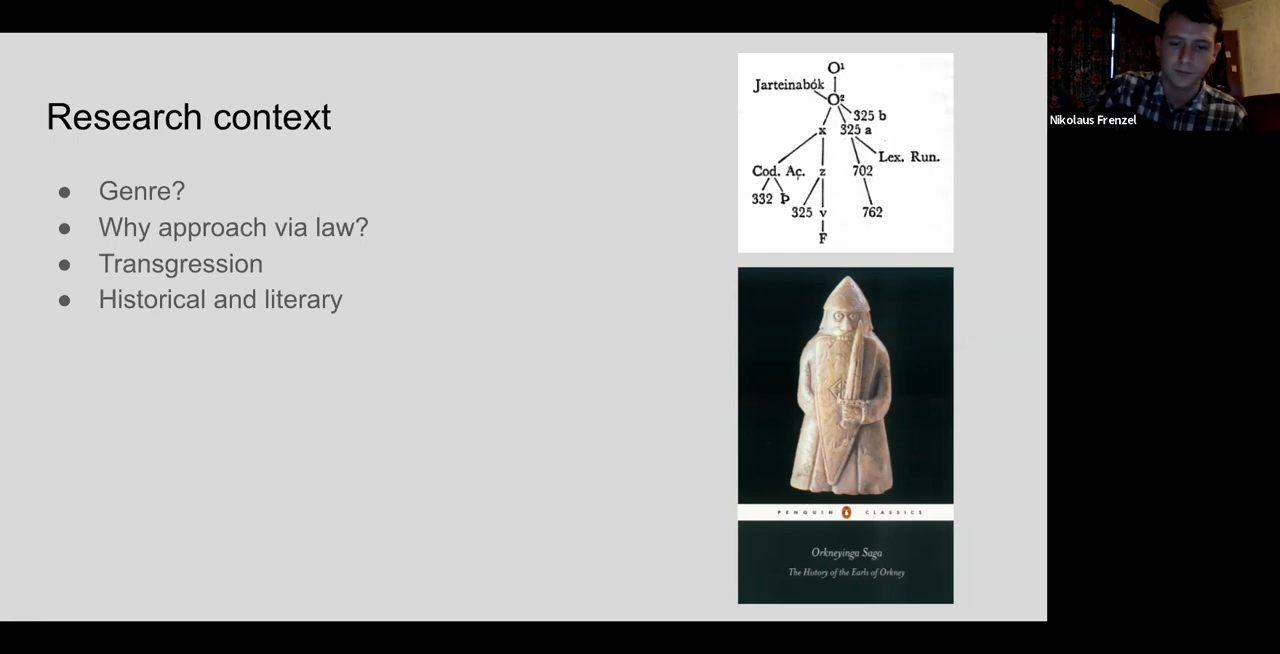 Research context
● Genre?
● Why approach via law?
● Transgression
● Historical and literary
O¹
Jarteinabók
O²
325 b
x 325 a
Lex. Run.
Cod. Aç. z 702
332 Þ
325 v 762
F
PENGUIN CLASSICS
Orkneyinga Saga
The History of the Earls of Orkney
Nikolaus Frenzel